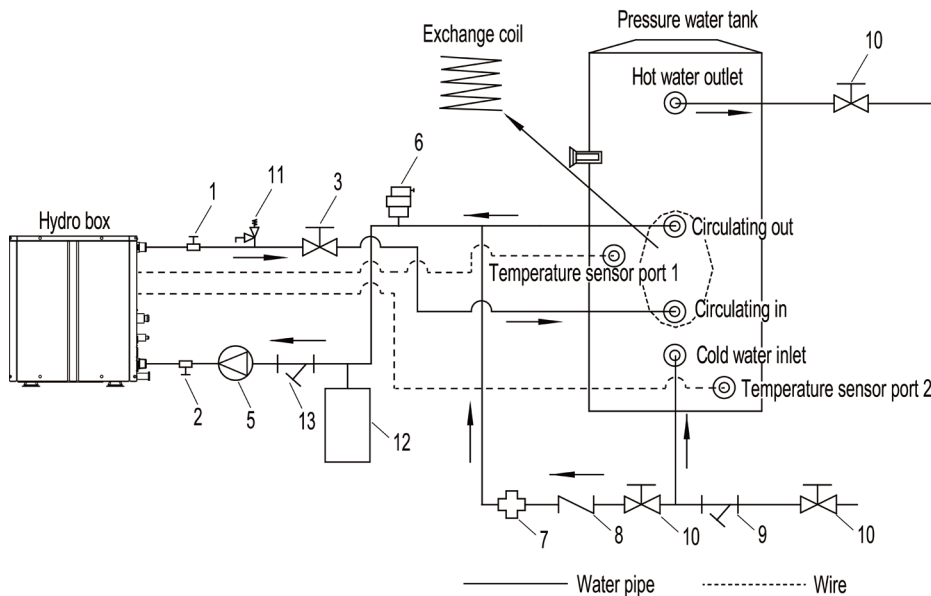 Pressure water tank
10
Exchange coil
Hot water outlet
6
11
3
1
Hydro box
Circulating out
Temperature sensor port 1
Circulating in
Cold water inlet
Temperature sensor port 2
2
5
13
12
7
8
10
9
10
Water pipe
Wire